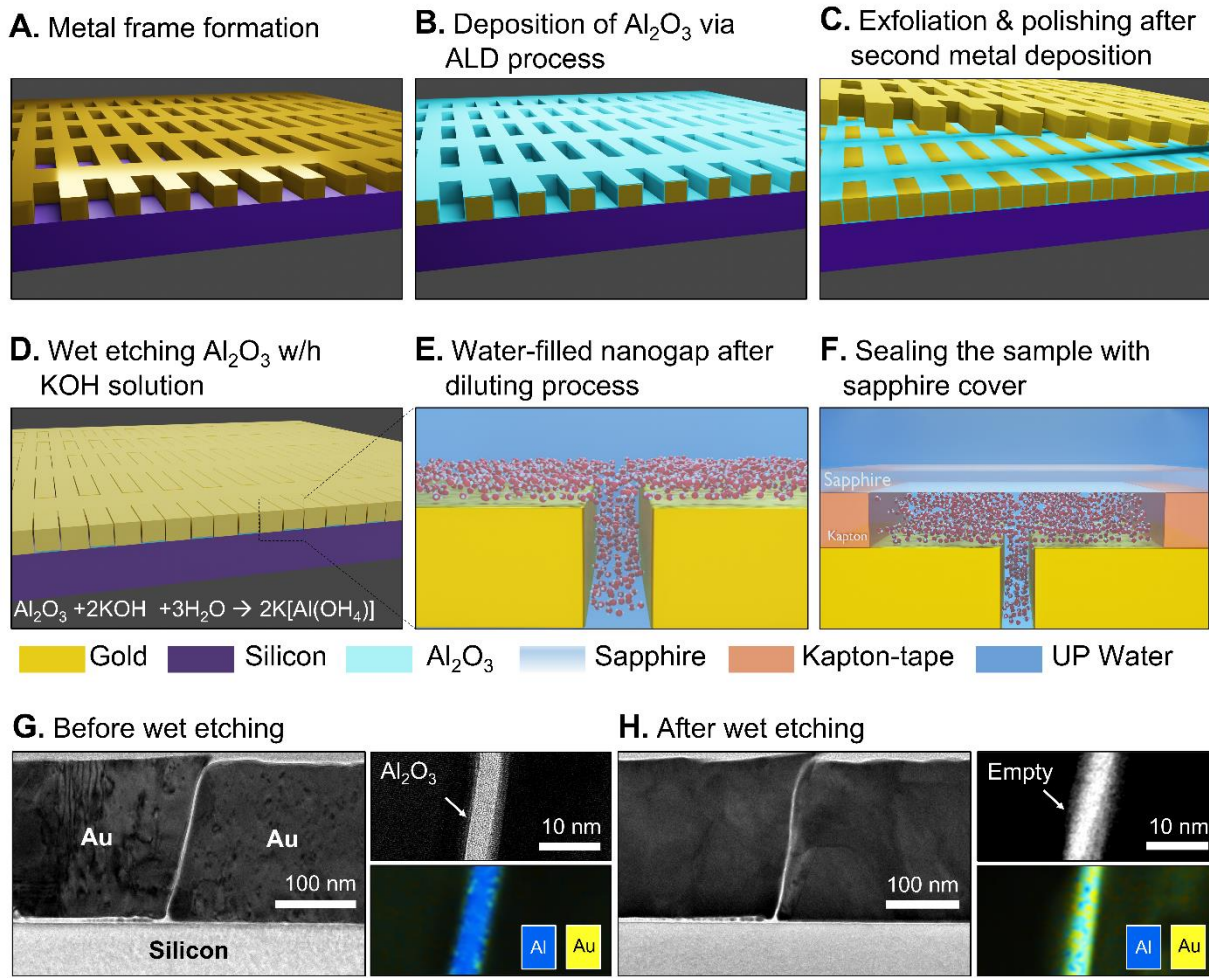 A. Metal frame formation
B. Deposition of Al₂O₃ via
ALD process
C. Exfoliation & polishing after
second metal deposition
D. Wet etching Al₂O₃ w/h
KOH solution
Al₂O₃ +2KOH +3H₂O → 2K[Al(OH₄)]
E. Water-filled nanogap after
diluting process
F. Sealing the sample with
sapphire cover
Sapphire
Kapton
Gold
Silicon
Al₂O₃
Sapphire
Kapton-tape
UP Water
G. Before wet etching
Au
Au
100 nm
Silicon
Al₂O₃
10 nm
Al
Au
H. After wet etching
100 nm
Empty
10 nm
Al
Au